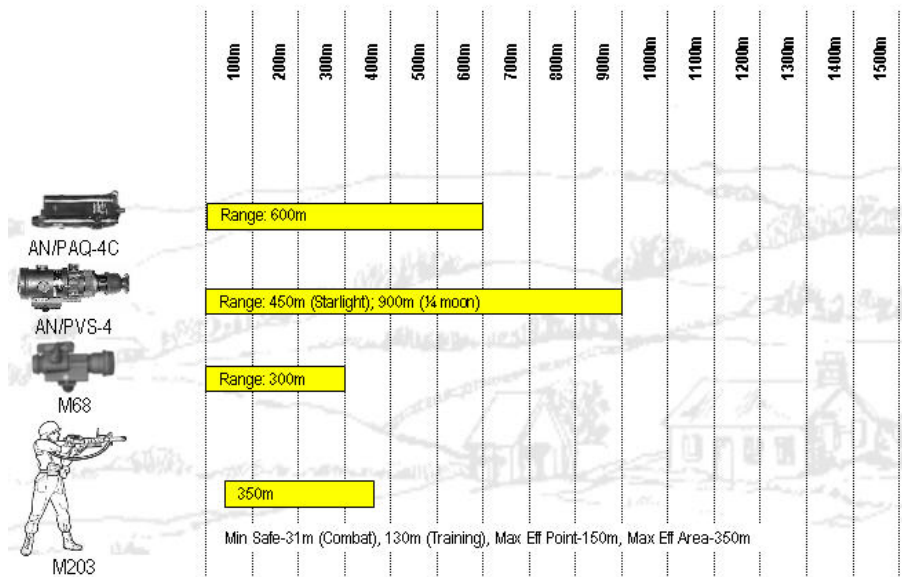 100m 200m 300m 400m 500m 600m 700m 800m 900m 1000m 1100m 1200m 1300m 1400m 1500m
Range: 600m
AN/PAQ-4C
Range: 450m (Starlight); 900m (¼ moon)
AN/PVS-4
Range: 300m
M68
350m
Min Safe-31m (Combat), 130m (Training), Max Eff Point-150m, Max Eff Area-350m
M203